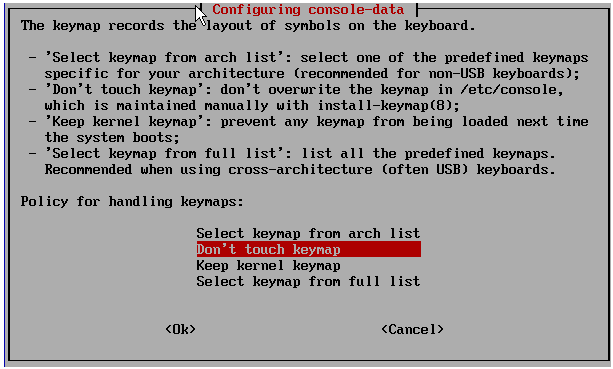 Configuring console-data
The keymap records the layout of symbols on the keyboard.
- 'Select keymap from arch list': select one of the predefined keymaps
specific for your architecture (recommended for non-USB keyboards);
- 'Don't touch keymap': don't overwrite the keymap in /etc/console,
which is maintained manually with install-keymap(8);
- 'Keep kernel keymap': prevent any keymap from being loaded next time
the system boots;
- 'Select keymap from full list': list all the predefined keymaps.
Recommended when using cross-architecture (often USB) keyboards.
Policy for handling keymaps:
Select keymap from arch list
Don't touch keymap
Keep kernel keymap
Select keymap from full list
<Ok> <Cancel>